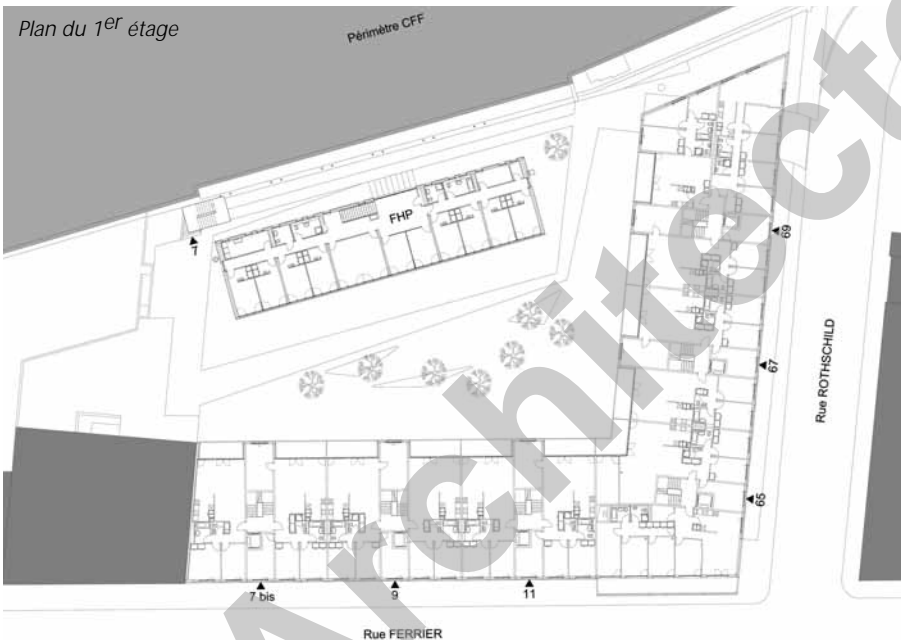 Plan du 1er étage
Périmètre CFF
FHP
7
69
67
Rue ROTHSCHILD
65
7 bis
9
11
Rue FERRIER
Architect